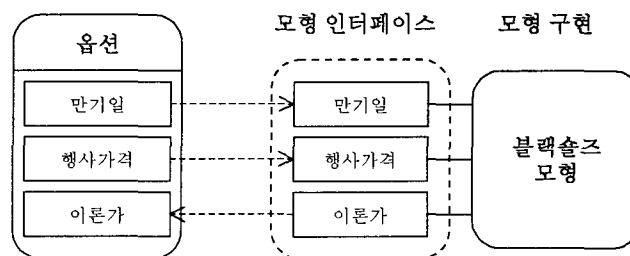 옵션
모형 인터페이스
모형 구현
만기일
만기일
행사가격
행사가격
블랙숄즈
모형
이론가
이론가